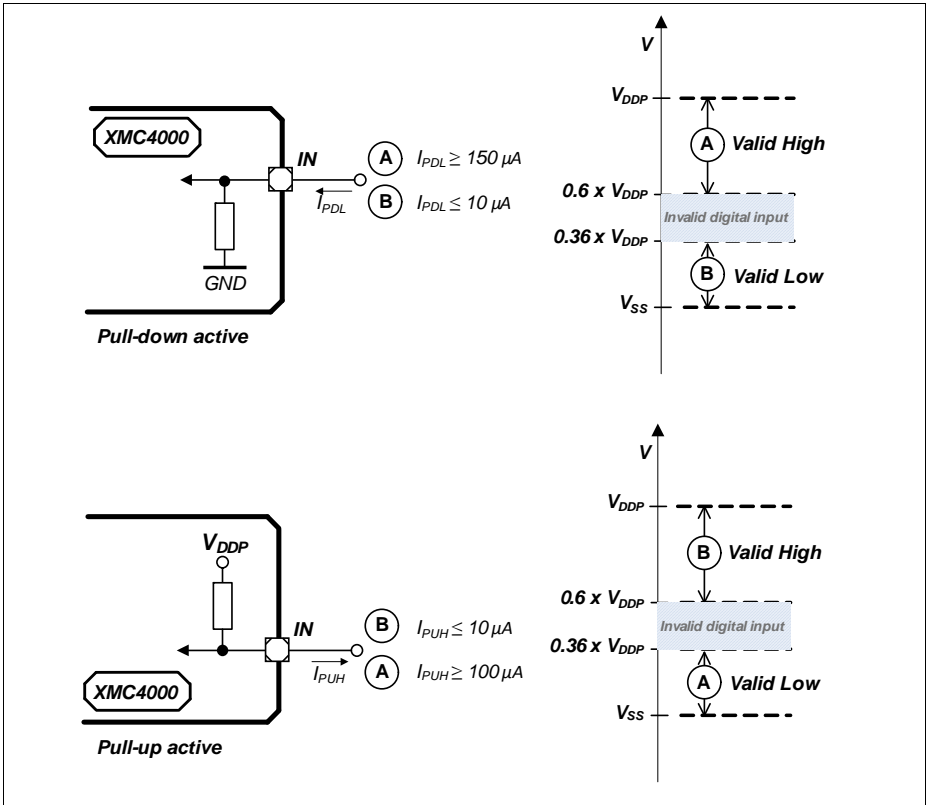 V
V_DDP
XMC4000
IN
A
I_PDL ≥ 150 µA
A
Valid High
I_PDL
B
I_PDL ≤ 10 µA
0.6 x V_DDP
Invalid digital input
0.36 x V_DDP
GND
B
Valid Low
V_SS
Pull-down active
V
V_DDP
V_DDP
B
Valid High
IN
B
I_PUH ≤ 10 µA
0.6 x V_DDP
Invalid digital input
0.36 x V_DDP
I_PUH
A
I_PUH ≥ 100 µA
XMC4000
A
Valid Low
V_SS
Pull-up active